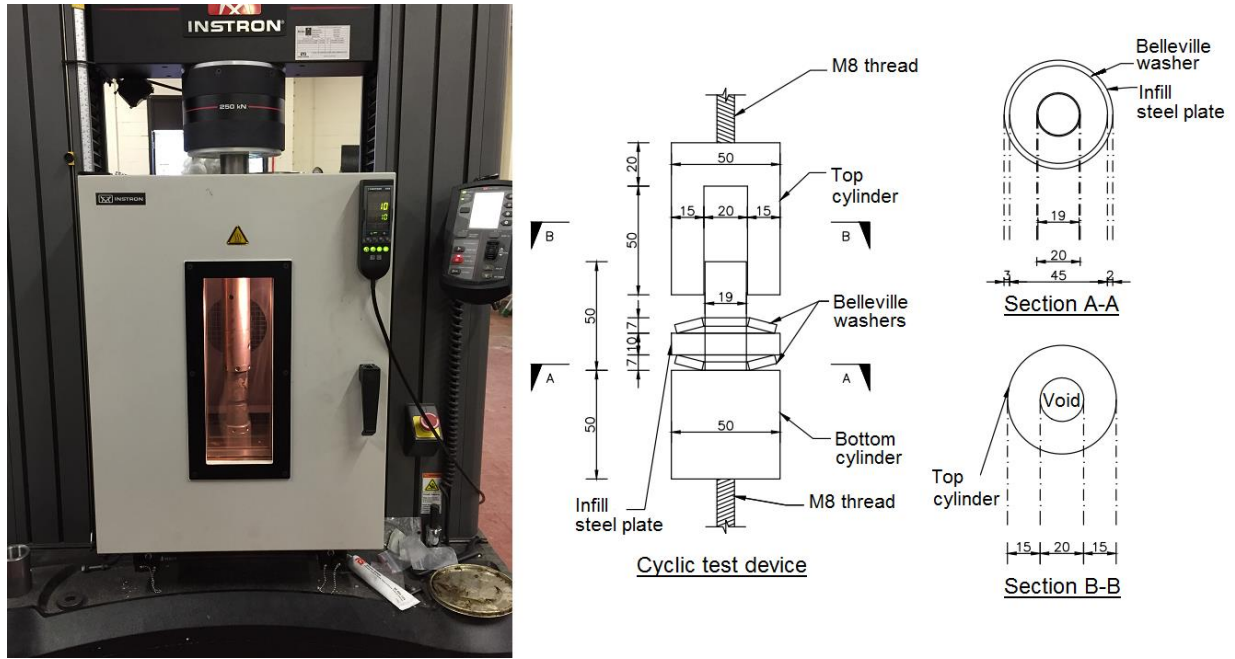 INSTRON®
250 kN
INSTRON
10
10
M8 thread
50
20
Top
cylinder
15
20
15
B
B
50
50
19
Belleville
washers
7
10
7
A
A
50
50
Bottom
cylinder
Infill
steel plate
M8 thread
Cyclic test device
Belleville
washer
Infill
steel plate
19
20
3
45
2
Section A-A
Void
Top
cylinder
15
20
15
Section B-B